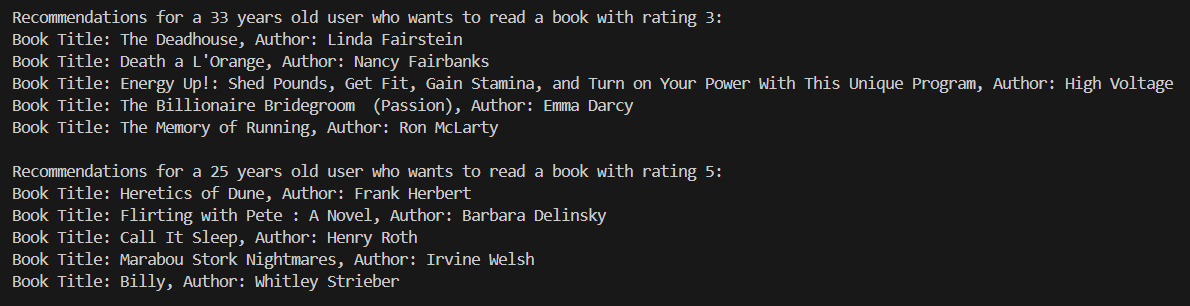 Recommendations for a 33 years old user who wants to read a book with rating 3:
Book Title: The Deadhouse, Author: Linda Fairstein
Book Title: Death a L'Orange, Author: Nancy Fairbanks
Book Title: Energy Up!: Shed Pounds, Get Fit, Gain Stamina, and Turn on Your Power With This Unique Program, Author: High Voltage
Book Title: The Billionaire Bridegroom  (Passion), Author: Emma Darcy
Book Title: The Memory of Running, Author: Ron McLarty

Recommendations for a 25 years old user who wants to read a book with rating 5:
Book Title: Heretics of Dune, Author: Frank Herbert
Book Title: Flirting with Pete : A Novel, Author: Barbara Delinsky
Book Title: Call It Sleep, Author: Henry Roth
Book Title: Marabou Stork Nightmares, Author: Irvine Welsh
Book Title: Billy, Author: Whitley Strieber